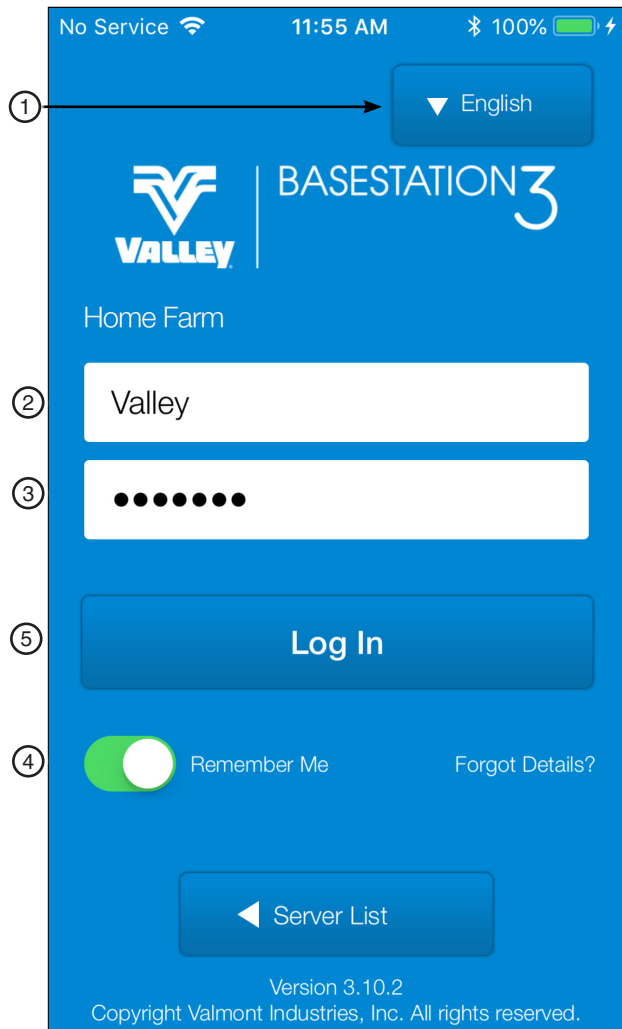 No Service 11:55 AM 100%
1 English
VALLEY BASESTATION3
Home Farm
2 Valley
3 •••••••
5 Log In
4 Remember Me Forgot Details?
Server List
Version 3.10.2
Copyright Valmont Industries, Inc. All rights reserved.